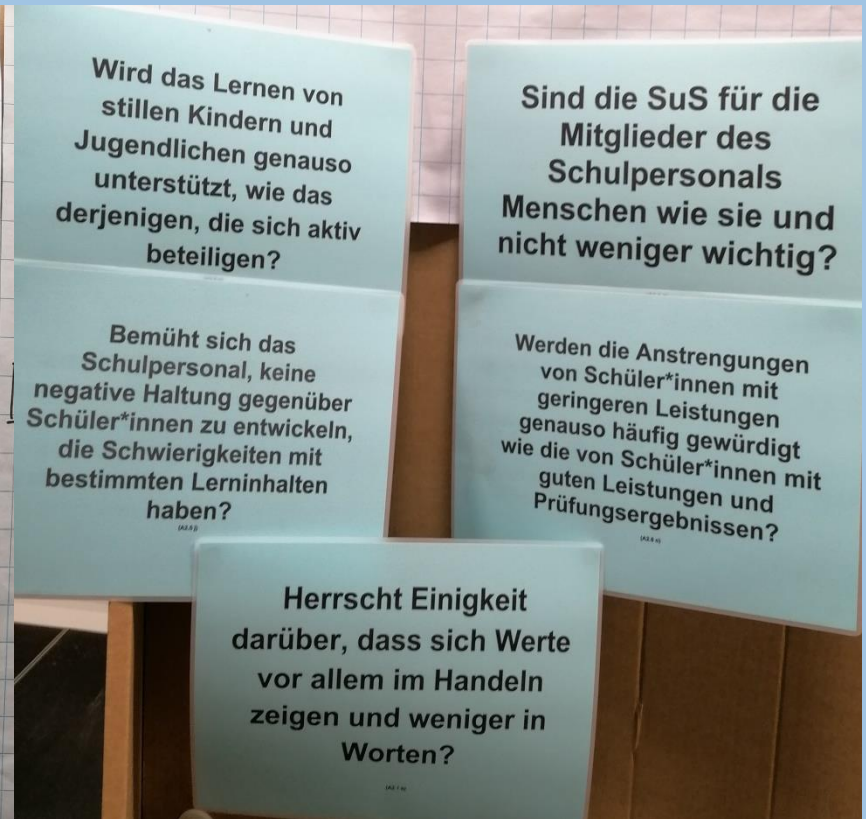 Wird das Lernen von
stillen Kindern und
Jugendlichen genauso
unterstützt, wie das
derjenigen, die sich aktiv
beteiligen?
Bemüht sich das
Schulpersonal, keine
negative Haltung gegenüber
Schüler*innen zu entwickeln,
die Schwierigkeiten mit
bestimmten Lerninhalten
haben?
Sind die SuS für die
Mitglieder des
Schulpersonals
Menschen wie sie und
nicht weniger wichtig?
Werden die Anstrengungen
von Schüler*innen mit
geringeren Leistungen
genauso häufig gewürdigt
wie die von Schüler*innen mit
guten Leistungen und
Prüfungsergebnissen?
Herrscht Einigkeit
darüber, dass sich Werte
vor allem im Handeln
zeigen und weniger in
Worten?